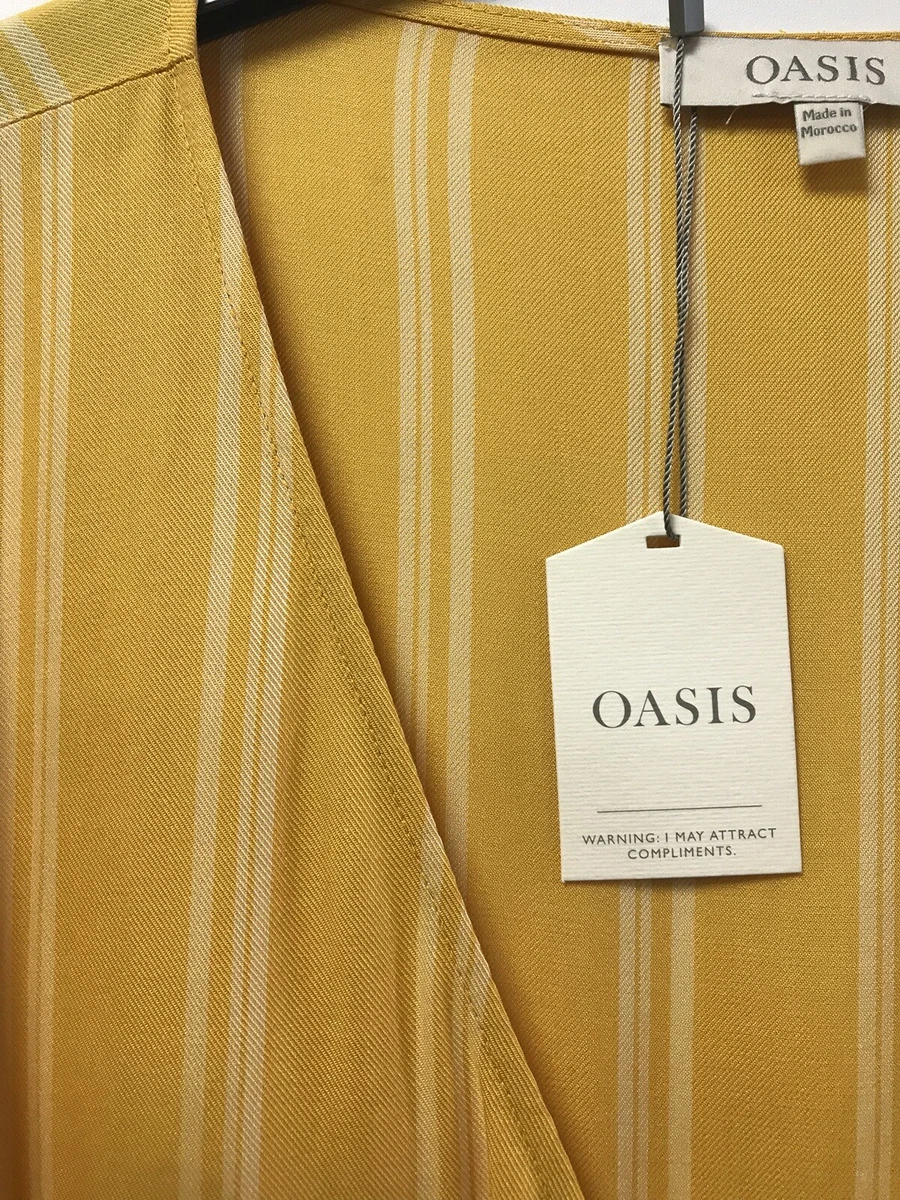 OASIS
Made in
Morocco
OASIS
WARNING: I MAY ATTRACT
COMPLIMENTS.